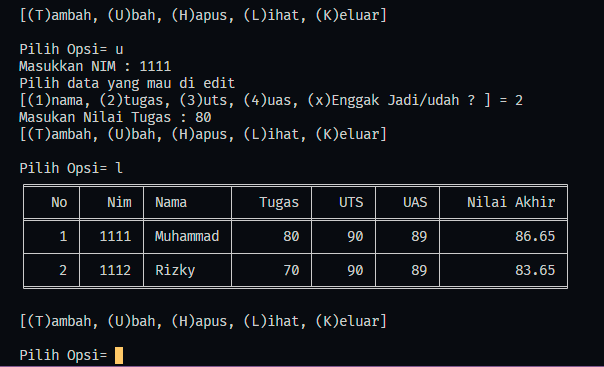 [(T)ambah, (U)bah, (H)apus, (L)ihat, (K)eluar]
Pilih Opsi= u
Masukkan NIM : 1111
Pilih data yang mau di edit
[(1)nama, (2)tugas, (3)uts, (4)uas, (x)Enggak Jadi/udah ? ] = 2
Masukan Nilai Tugas : 80
[(T)ambah, (U)bah, (H)apus, (L)ihat, (K)eluar]
Pilih Opsi= l
No Nim Nama Tugas UTS UAS Nilai Akhir
1 1111 Muhammad 80 90 89 86.65
2 1112 Rizky 70 90 89 83.65
[(T)ambah, (U)bah, (H)apus, (L)ihat, (K)eluar]
Pilih Opsi=